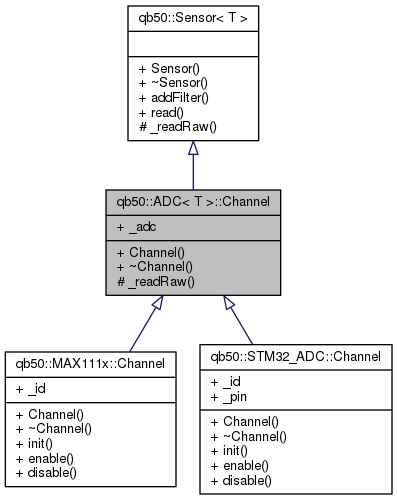 qb50::Sensor< T >
+ Sensor()
+ ~Sensor()
+ addFilter()
+ read()
# _readRaw()
qb50::ADC< T >::Channel
+ _adc
+ Channel()
+ ~Channel()
# _readRaw()
qb50::MAX111x::Channel
+ _id
+ Channel()
+ ~Channel()
+ init()
+ enable()
+ disable()
qb50::STM32_ADC::Channel
+ _id
+ _pin
+ Channel()
+ ~Channel()
+ init()
+ enable()
+ disable()